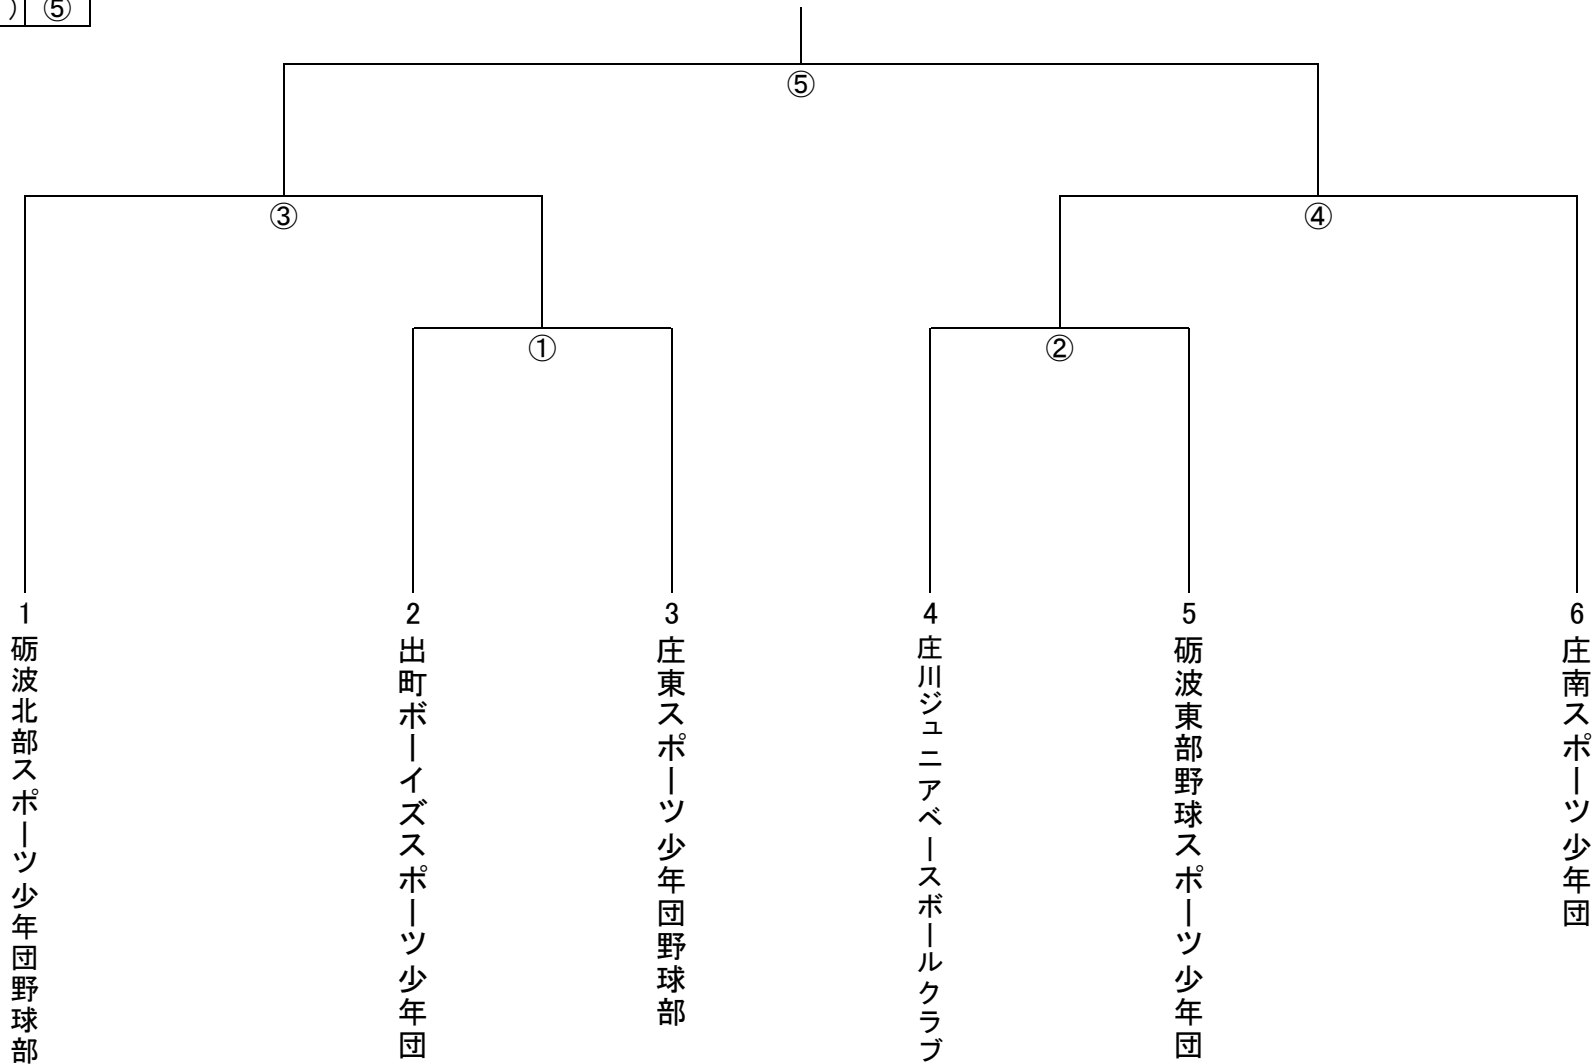 ) ⑤
⑤
③
④
①
②
1 砺波北部スポーツ少年団野球部
2 出町ボーイズスポーツ少年団
3 庄東スポーツ少年団野球部
4 庄川ジュニアベースボールクラブ
5 砺波東部野球スポーツ少年団
6 庄南スポーツ少年団